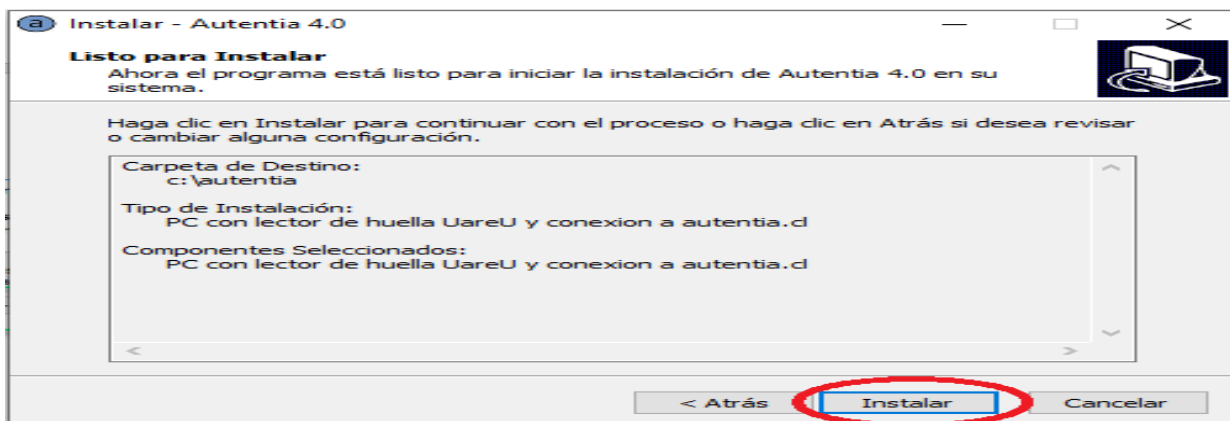 Instalar - Autentia 4.0
Listo para Instalar
Ahora el programa está listo para iniciar la instalación de Autentia 4.0 en su
sistema.
Haga clic en Instalar para continuar con el proceso o haga clic en Atrás si desea revisar
o cambiar alguna configuración.
Carpeta de Destino:
c:\autentia
Tipo de Instalación:
PC con lector de huella UareU y conexion a autentia.cl
Componentes Seleccionados:
PC con lector de huella UareU y conexion a autentia.cl
< Atrás
Instalar
Cancelar